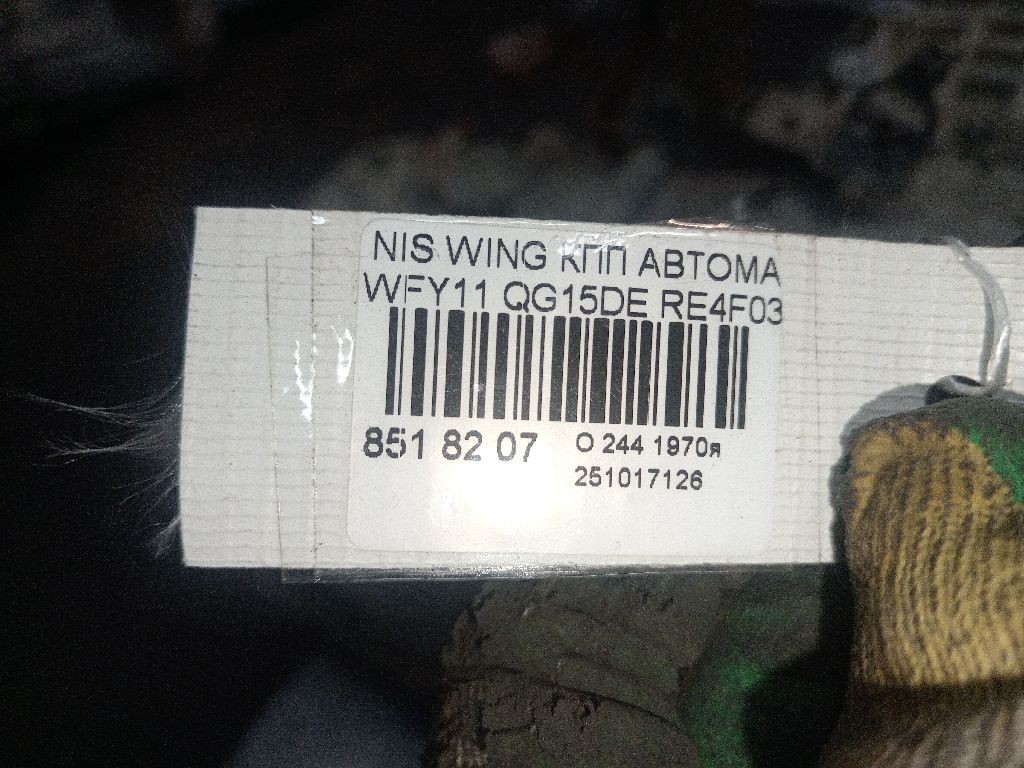 NIS WING КПП АВТОМА
WFY11 QG15DE RE4F03
851 82 07
О 244 1970я
251017126